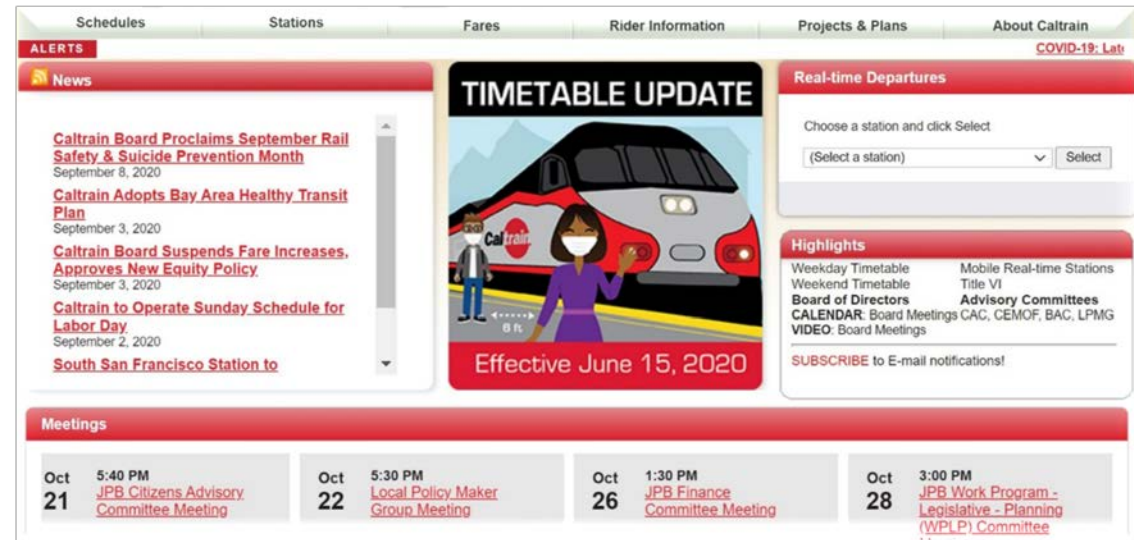 Schedules
Stations
Fares
Rider Information
Projects & Plans
About Caltrain
ALERTS
COVID-19:
News
Caltrain Board Proclaims September Rail
Safety & Suicide Prevention Month
September 8, 2020
Caltrain Adopts Bay Area Healthy Transit
Plan
September 3, 2020
Caltrain Board Suspends Fare Increases,
Approves New Equity Policy
September 3, 2020
Caltrain to Operate Sunday Schedule for
Labor Day
September 2, 2020
South San Francisco Station to
TIMETABLE UPDATE
Caltrain
6 ft
Effective June 15, 2020
Real-time Departures
Choose a station and click Select
(Select a station)
Select
Highlights
Weekday Timetable
Weekend Timetable
Board of Directors
CALENDAR: Board Meetings
VIDEO: Board Meetings
Mobile Real-time Stations
Title VI
Advisory Committees
CAC, CEMOF, BAC, LPMG
SUBSCRIBE to E-mail notifications!
Meetings
Oct
21
5:40 PM
JPB Citizens Advisory
Committee Meeting
Oct
22
5:30 PM
Local Policy Maker
Group Meeting
Oct
26
1:30 PM
JPB Finance
Committee Meeting
Oct
28
3:00 PM
JPB Work Program -
Legislative - Planning
(WPLP) Committee